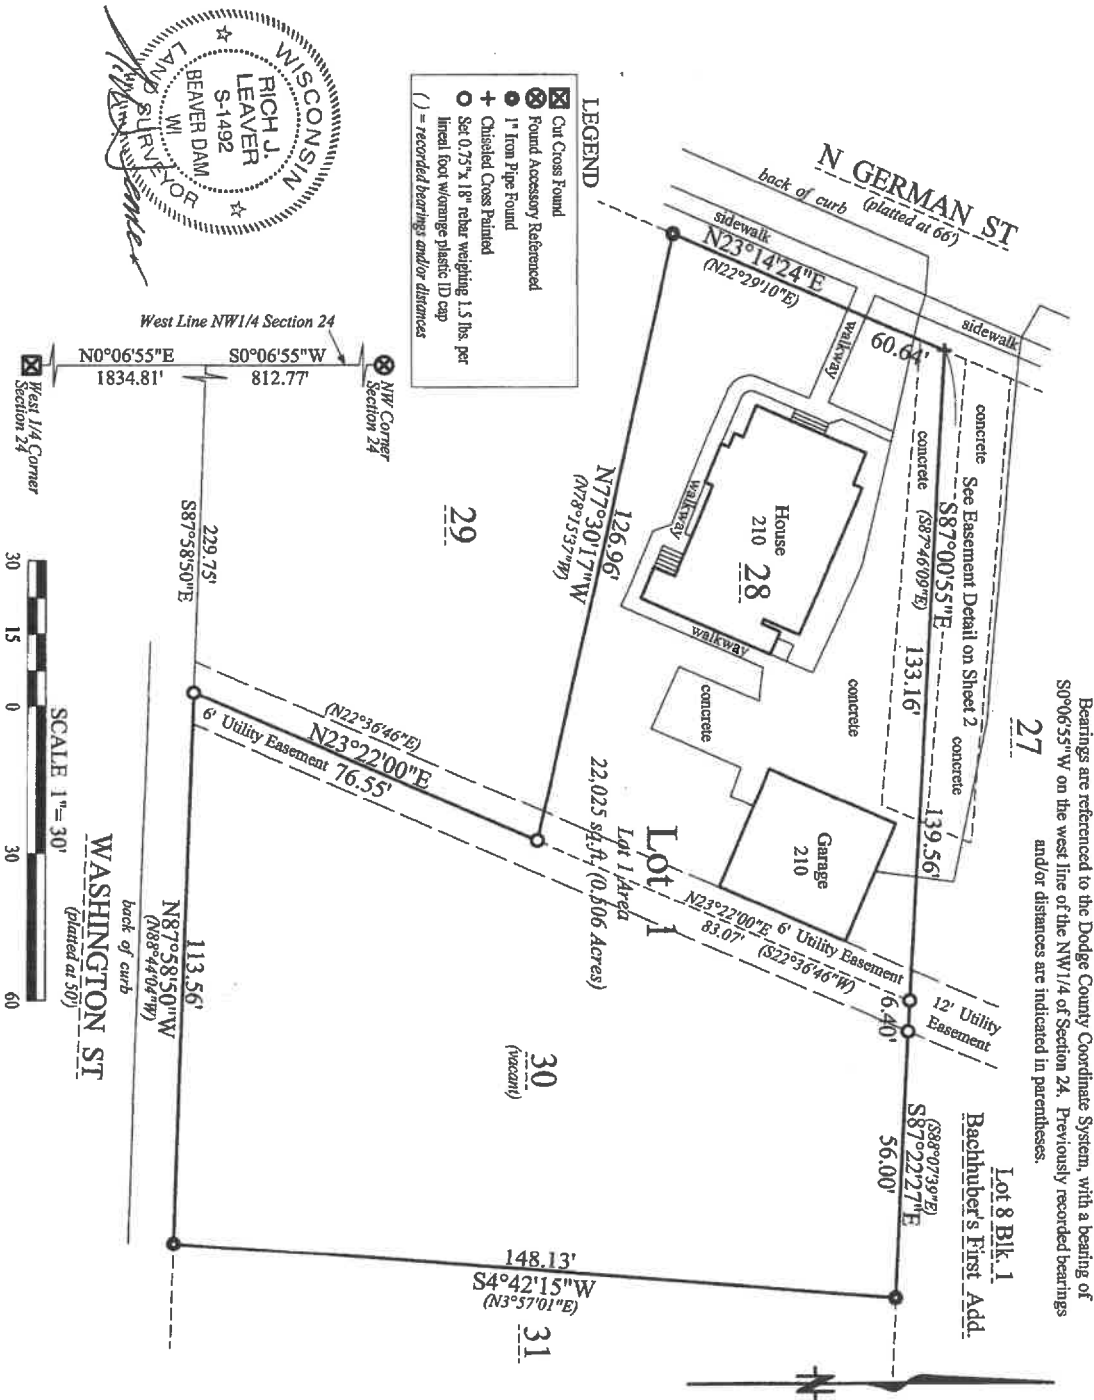 Bearings are referenced to the Dodge County Coordinate System, with a bearing of
S0°06'55"W on the west line of the NW1/4 of Section 24. Previously recorded bearings
and/or distances are indicated in parentheses.
N GERMAN ST
(platted at 66')
back of curb
sidewalk
sidewalk
N23°14'24"E
(N22°29'10"E)
60.64'
walkway
concrete
See Easement Detail on Sheet 2
concrete
concrete
S87°00'55"E
(S87°46'09"E)
133.16'
139.56'
27
Lot 8 Blk. 1
Bachhuber's First Add.
House
210
28
walkway
walkway
concrete
concrete
Garage
210
126.96'
N77°30'17"W
(N78°15'37"W)
Lot 1
Lot 1 Area
22,025 sq.ft. (0.506 Acres)
N23°22'00"E
83.07'
(S22°36'46"W)
6' Utility Easement
6.40'
12' Utility
Easement
(S88°07'39"E)
S87°22'27"E
56.00'
29
30
(vacant)
31
148.13'
S4°42'15"W
(N3°57'01"E)
(N22°36'46"E)
N23°22'00"E
6' Utility Easement
76.55'
229.75'
S87°58'50"E
113.56'
N87°58'50"W
(N88°44'04"W)
back of curb
WASHINGTON ST
(platted at 50')
LEGEND
Cut Cross Found
Found Accessory Referenced
1" Iron Pipe Found
Chiseled Cross Painted
Set 0.75"x 18" rebar weighing 1.5 lbs. per
lineal foot w/orange plastic ID cap
( ) = recorded bearings and/or distances
NW Corner
Section 24
West Line NW1/4 Section 24
S0°06'55"W
812.77'
N0°06'55"E
1834.81'
West 1/4 Corner
Section 24
WISCONSIN
RICH J.
LEAVER
S-1492
BEAVER DAM
WI
LAND SURVEYOR
SCALE 1"= 30'
30 15 0 30 60
N